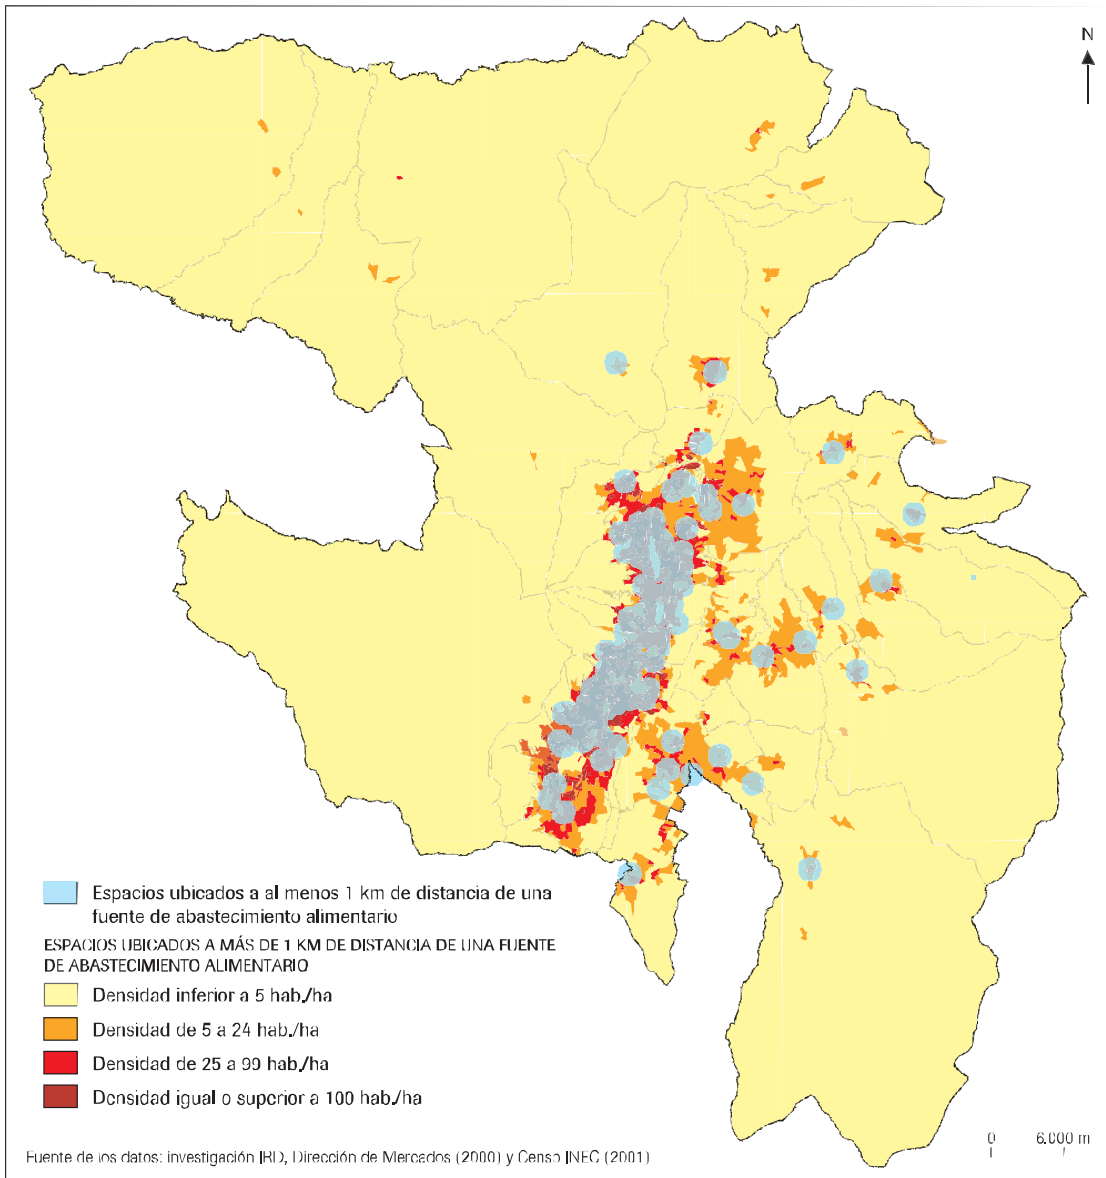 N
Espacios ubicados a al menos 1 km de distancia de una
fuente de abastecimiento alimentario
ESPACIOS UBICADOS A MÁS DE 1 KM DE DISTANCIA DE UNA FUENTE
DE ABASTECIMIENTO ALIMENTARIO
Densidad inferior a 5 hab./ha
Densidad de 5 a 24 hab./ha
Densidad de 25 a 99 hab./ha
Densidad igual o superior a 100 hab./ha
0 6.000 m
Fuente de los datos: investigación IRD, Dirección de Mercados (2000) y Censo INEC (2001)